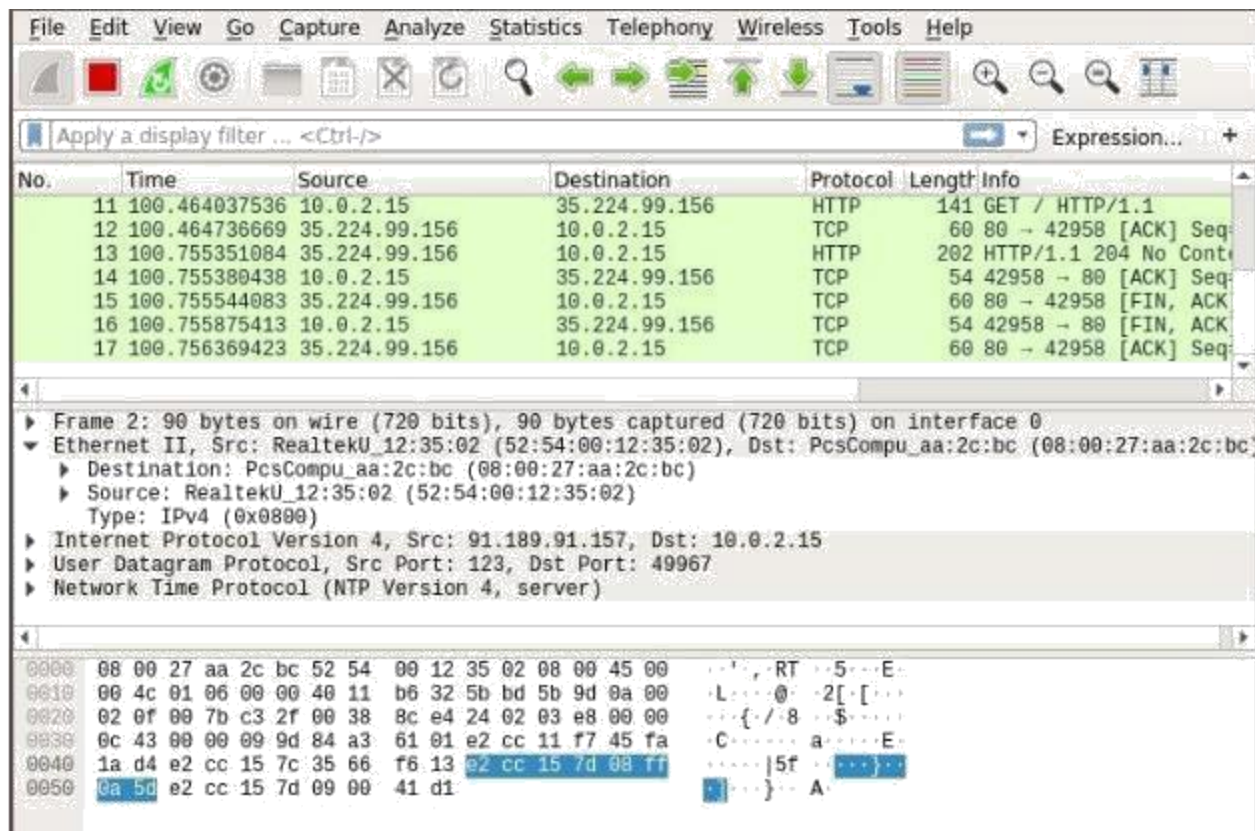 File Edit View Go Capture Analyze Statistics Telephony Wireless Tools Help
Apply a display filter ... <Ctrl-/> Expression... +
No. Time Source Destination Protocol Lengtl Info
11 100.464037536 10.0.2.15 35.224.99.156 HTTP 141 GET / HTTP/1.1
12 100.464736669 35.224.99.156 10.0.2.15 TCP 60 80 → 42958 [ACK] Seq=
13 100.755351084 35.224.99.156 10.0.2.15 HTTP 202 HTTP/1.1 204 No Conte
14 100.755380438 10.0.2.15 35.224.99.156 TCP 54 42958 → 80 [ACK] Seq=
15 100.755544083 35.224.99.156 10.0.2.15 TCP 60 80 → 42958 [FIN, ACK
16 100.755875413 10.0.2.15 35.224.99.156 TCP 54 42958 → 80 [FIN, ACK
17 100.756369423 35.224.99.156 10.0.2.15 TCP 60 80 → 42958 [ACK] Seq=
Frame 2: 90 bytes on wire (720 bits), 90 bytes captured (720 bits) on interface 0
Ethernet II, Src: RealtekU_12:35:02 (52:54:00:12:35:02), Dst: PcsCompu_aa:2c:bc (08:00:27:aa:2c:bc)
Destination: PcsCompu_aa:2c:bc (08:00:27:aa:2c:bc)
Source: RealtekU_12:35:02 (52:54:00:12:35:02)
Type: IPv4 (0x0800)
Internet Protocol Version 4, Src: 91.189.91.157, Dst: 10.0.2.15
User Datagram Protocol, Src Port: 123, Dst Port: 49967
Network Time Protocol (NTP Version 4, server)
0000 08 00 27 aa 2c bc 52 54 00 12 35 02 08 00 45 00 ··'·,·RT ··5···E·
0010 00 4c 01 06 00 00 40 11 b6 32 5b bd 5b 9d 0a 00 ·L····@· ·2[·[···
0020 02 0f 00 7b c3 2f 00 38 8c e4 24 02 03 e8 00 00 ···{·/·8 ··$·····
0030 0c 43 00 00 09 9d 84 a3 61 01 e2 cc 11 f7 45 fa ·C······ a·····E·
0040 1a d4 e2 cc 15 7c 35 66 f6 13 e2 cc 15 7d 08 ff ·····|5f ·····}··
0050 0a 5d e2 cc 15 7d 09 00 41 d1 ·]···}·· A·